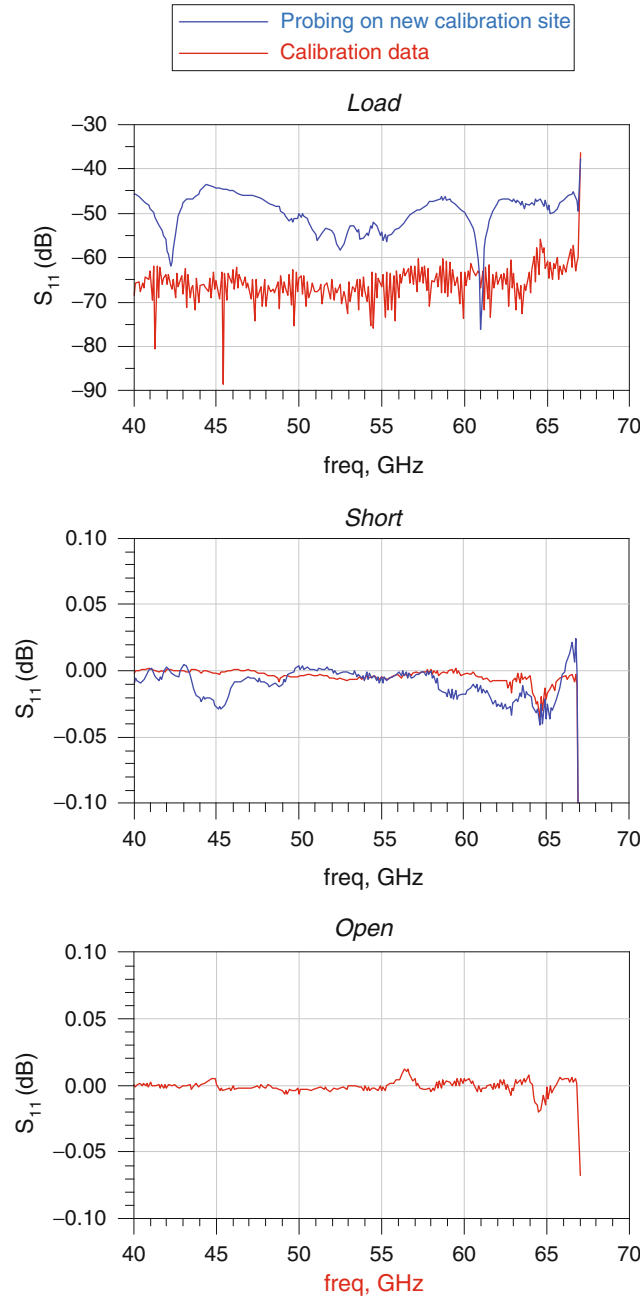 Probing on new calibration site
Calibration data
Load
−30
−40
−50
−60
−70
−80
−90
S11 (dB)
40 45 50 55 60 65 70
freq, GHz
Short
0.10
0.05
0.00
−0.05
−0.10
S11 (dB)
40 45 50 55 60 65 70
freq, GHz
Open
0.10
0.05
0.00
−0.05
−0.10
S11 (dB)
40 45 50 55 60 65 70
freq, GHz